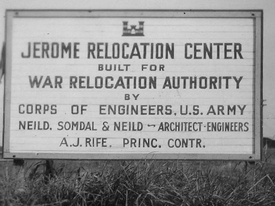 JEROME RELOCATION CENTER
BUILT FOR
WAR RELOCATION AUTHORITY
BY
CORPS OF ENGINEERS, U.S. ARMY
NEILD, SOMDAL & NEILD -- ARCHITECT-ENGINEERS
A.J. RIFE, PRINC. CONTR.